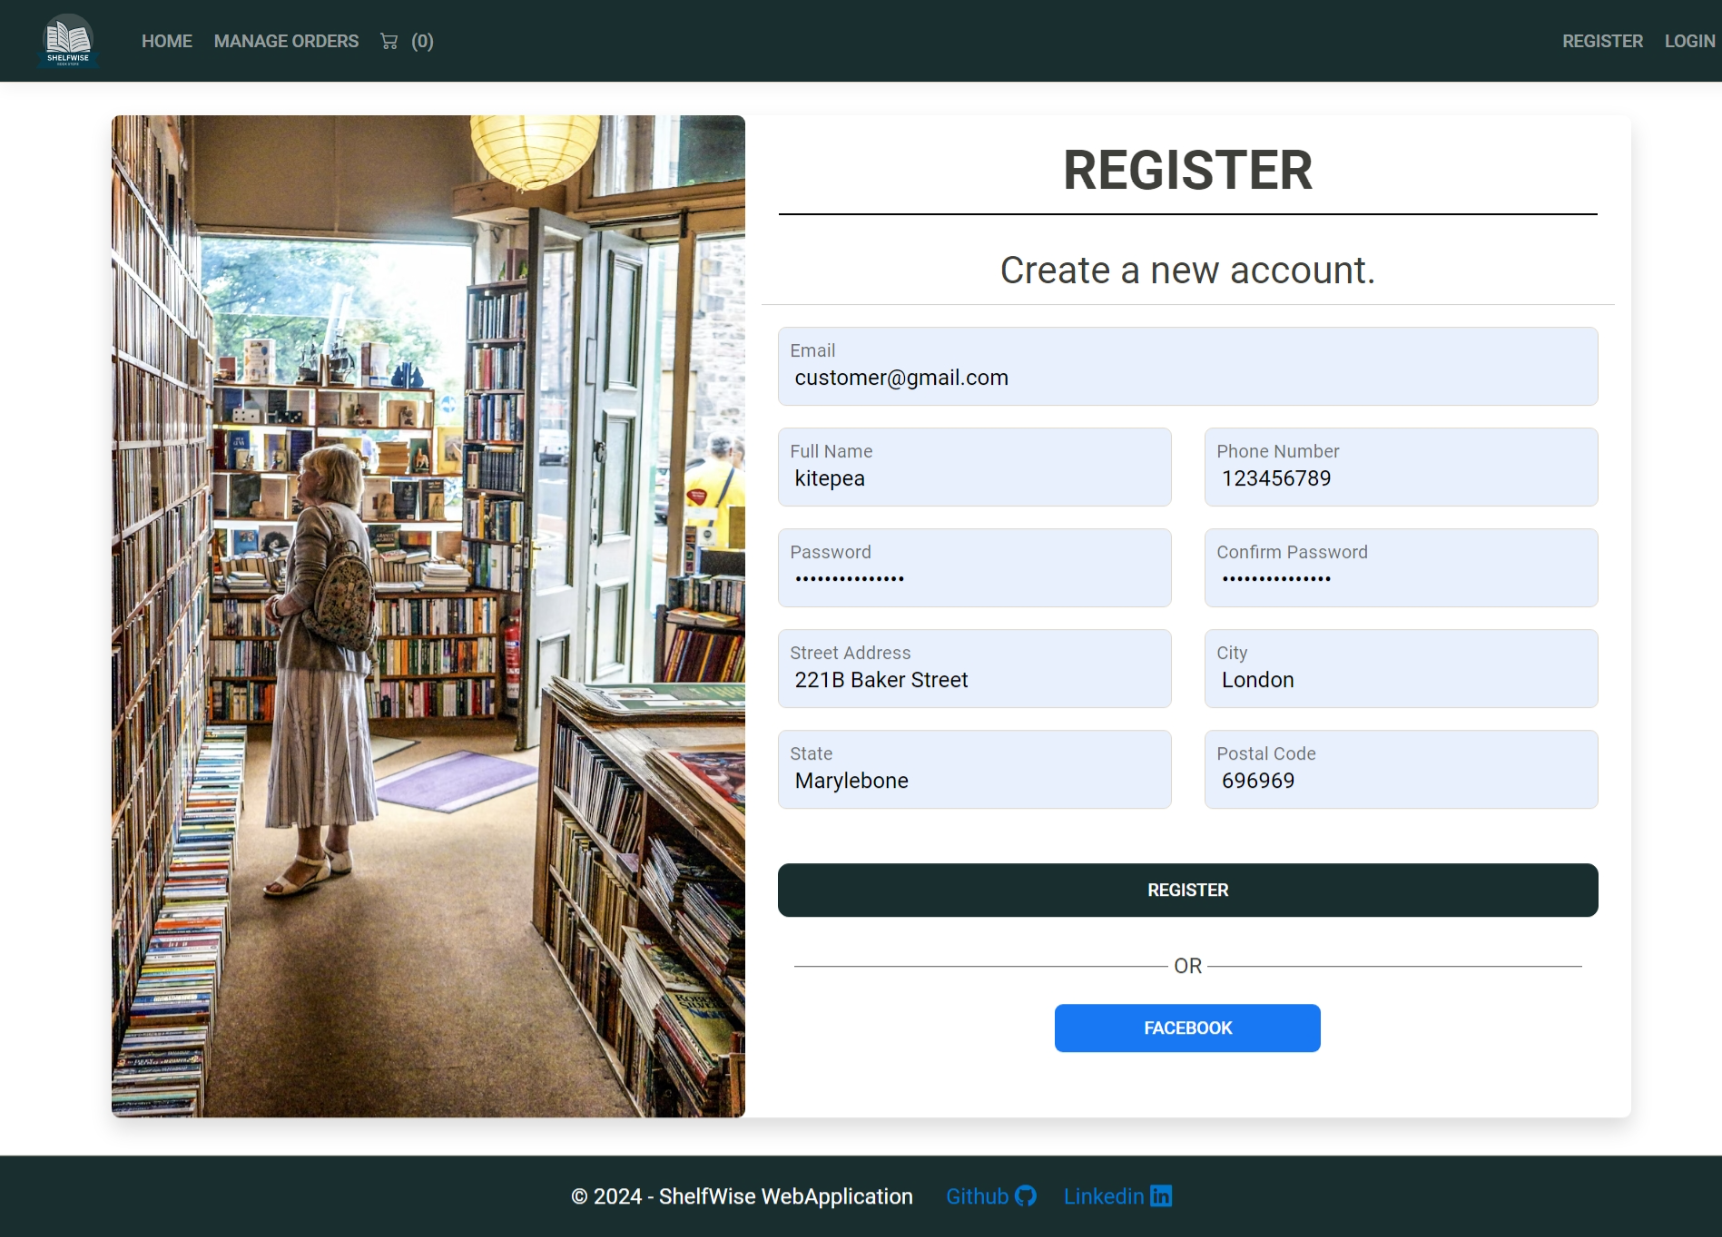 SHELFWISE
HOME MANAGE ORDERS (0) REGISTER LOGIN
REGISTER
Create a new account.
Email
customer@gmail.com
Full Name
kitepea
Phone Number
123456789
Password
•••••••••••••••
Confirm Password
•••••••••••••••
Street Address
221B Baker Street
City
London
State
Marylebone
Postal Code
696969
REGISTER
OR
FACEBOOK
© 2024 - ShelfWise WebApplication Github Linkedin